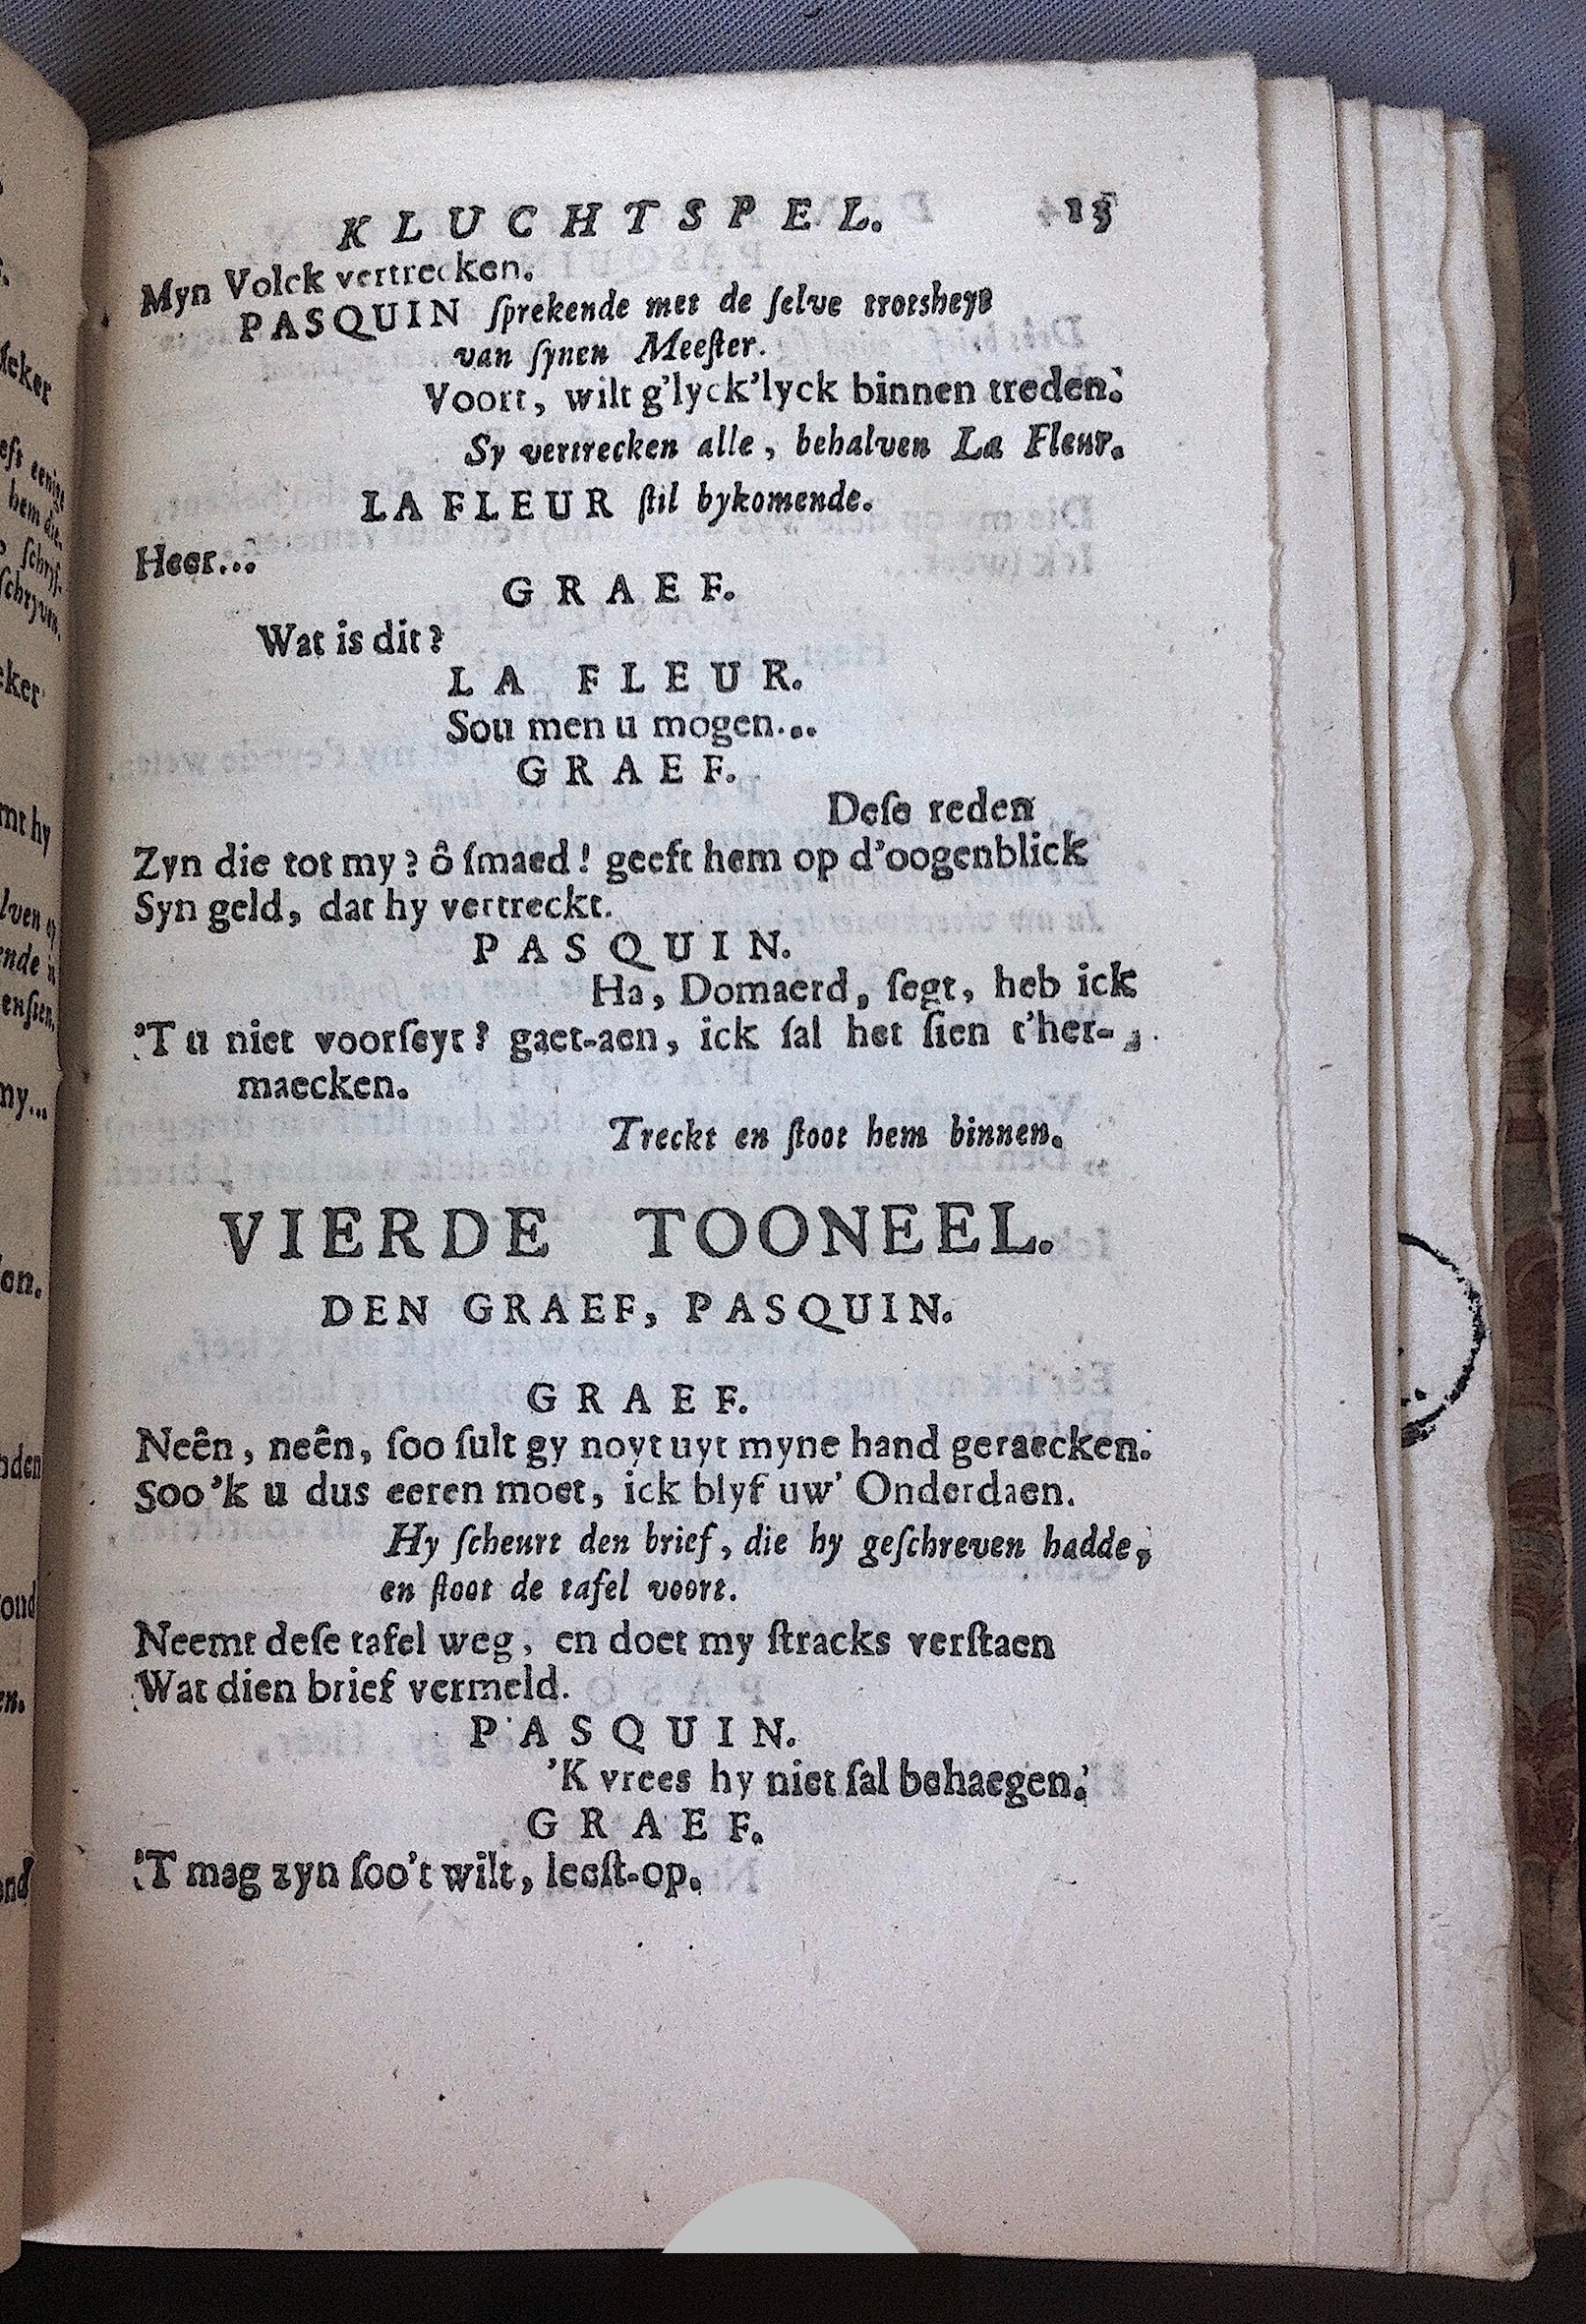 KLUCHTSPEL. 15
Myn Volck vertrecken.
PASQUIN ſprekende met de ſelve trotsheyt
van ſynen Meeſter.
Voort, wilt g'lyck'lyck binnen treden.
Sy vertrecken alle, behalven La Fleur.
LA FLEUR ſtil bykomende.
Heer...
GRAEF.
Wat is dit?
LA FLEUR.
Sou men u mogen...
GRAEF.
Deſe reden
Zyn die tot my? ô ſmaed! geeft hem op d'oogenblick
Syn geld, dat hy vertreckt.
PASQUIN.
Ha, Domaerd, ſegt, heb ick
'T u niet voorſeyt? gaet-aen, ick ſal het ſien t'her-
maecken.
Treckt en ſtoot hem binnen.
VIERDE TOONEEL.
DEN GRAEF, PASQUIN.
GRAEF.
Neên, neên, ſoo ſult gy noyt uyt myne hand geraecken.
Soo'k u dus eeren moet, ick blyf uw' Onderdaen.
Hy ſcheurt den brief, die hy geſchreven hadde,
en ſtoot de tafel voort.
Neemt deſe tafel weg, en doet my ſtracks verſtaen
Wat dien brief vermeld.
PASQUIN.
'K vrees hy niet ſal behaegen.
GRAEF.
'T mag zyn ſoo't wilt, leeſt-op.